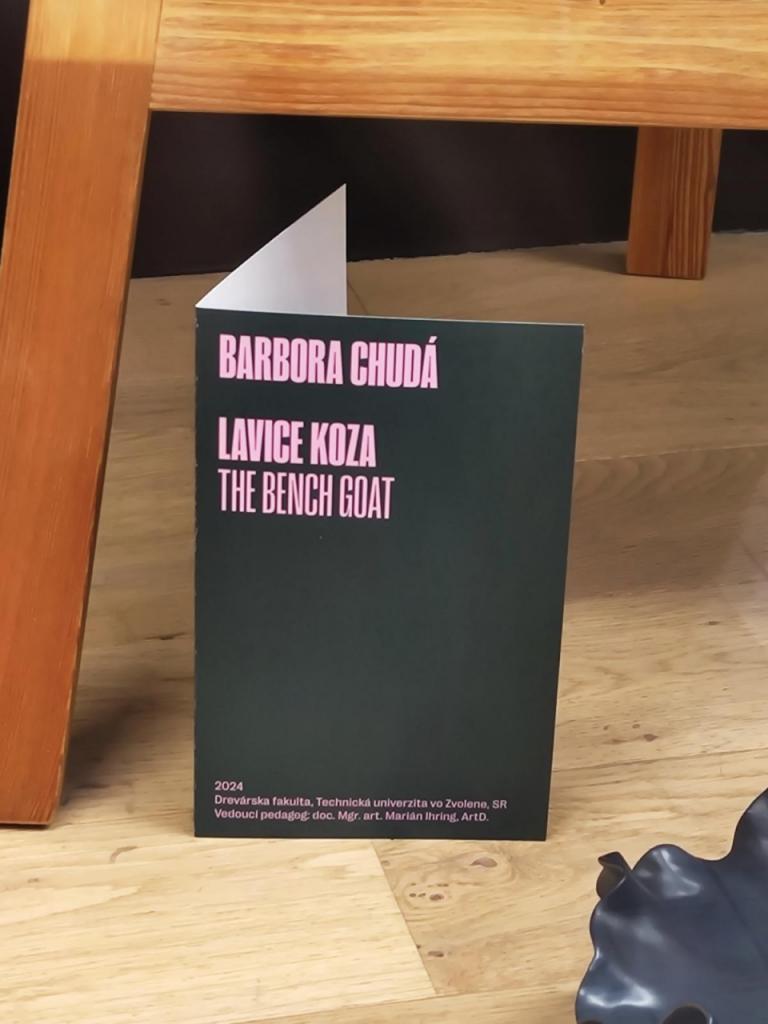 BARBORA CHUDÁ
LAVICE KOZA
THE BENCH GOAT
2024
Drevárska fakulta, Technická univerzita vo Zvolene, SR
Vedoucí pedagog: doc. Mgr. art. Marián Ihring, ArtD.